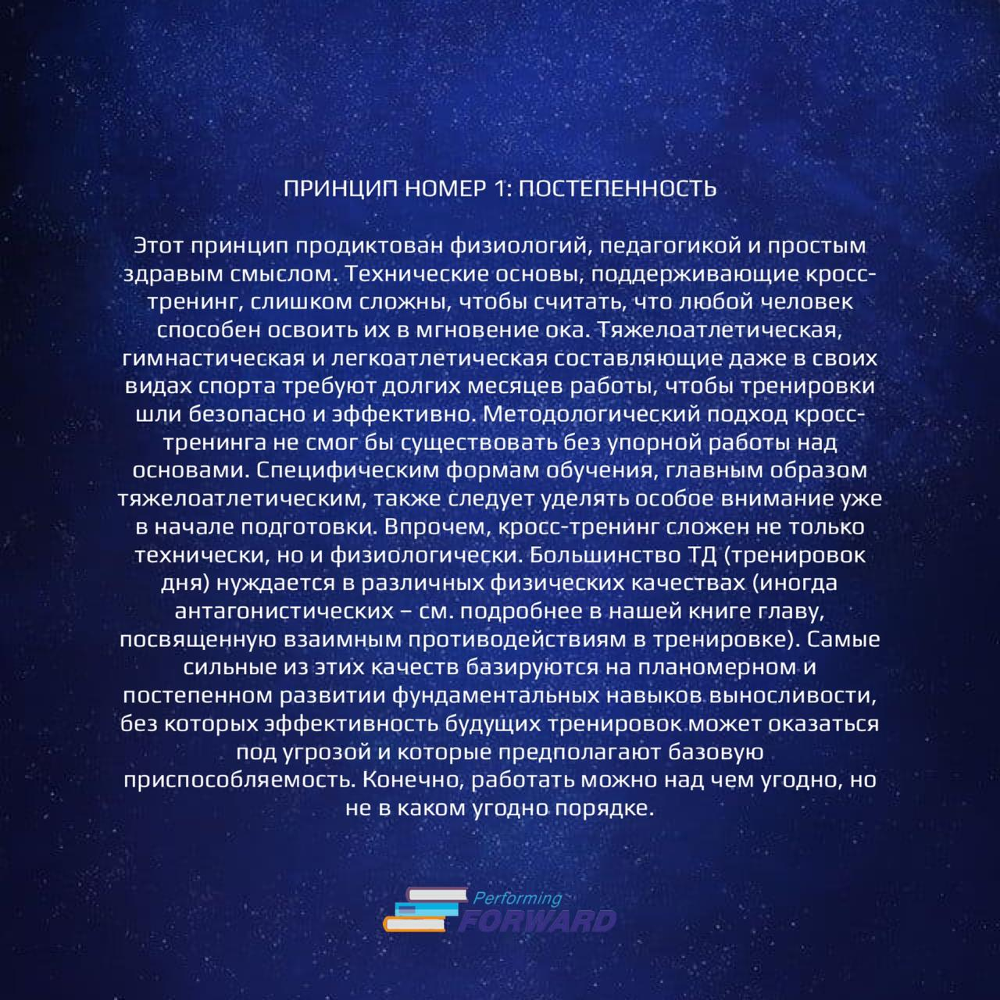 ПРИНЦИП НОМЕР 1: ПОСТЕПЕННОСТЬ
Этот принцип продиктован физиологий, педагогикой и простым
здравым смыслом. Технические основы, поддерживающие кросс-
тренинг, слишком сложны, чтобы считать, что любой человек
способен освоить их в мгновение ока. Тяжелоатлетическая,
гимнастическая и легкоатлетическая составляющие даже в своих
видах спорта требуют долгих месяцев работы, чтобы тренировки
шли безопасно и эффективно. Методологический подход кросс-
тренинга не смог бы существовать без упорной работы над
основами. Специфическим формам обучения, главным образом
тяжелоатлетическим, также следует уделять особое внимание уже
в начале подготовки. Впрочем, кросс-тренинг сложен не только
технически, но и физиологически. Большинство ТД (тренировок
дня) нуждается в различных физических качествах (иногда
антагонистических – см. подробнее в нашей книге главу,
посвященную взаимным противодействиям в тренировке). Самые
сильные из этих качеств базируются на планомерном и
постепенном развитии фундаментальных навыков выносливости,
без которых эффективность будущих тренировок может оказаться
под угрозой и которые предполагают базовую
приспособляемость. Конечно, работать можно над чем угодно, но
не в каком угодно порядке.
Performing
FORWARD